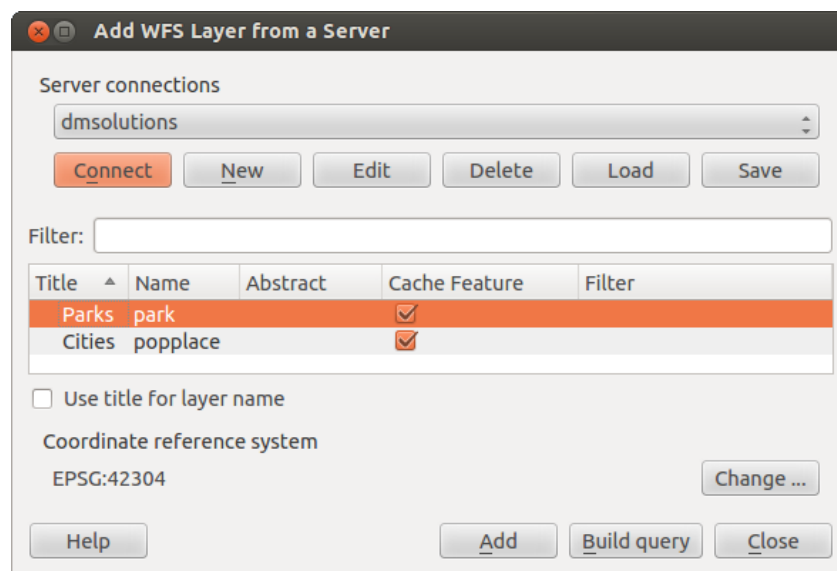 Add WFS Layer from a Server
Server connections
dmsolutions
Connect New Edit Delete Load Save
Filter:
Title Name Abstract Cache Feature Filter
Parks park
Cities popplace
Use title for layer name
Coordinate reference system
EPSG:42304 Change ...
Help Add Build query Close